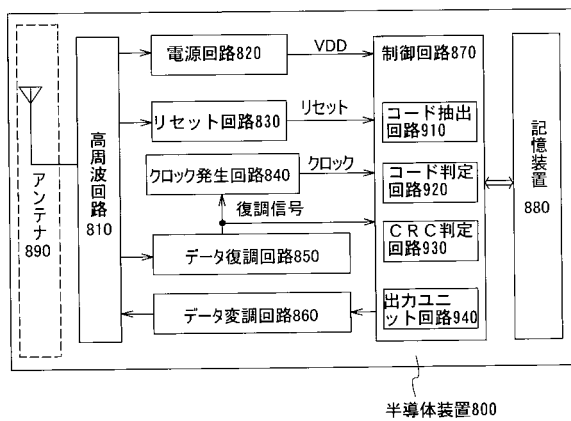 アンテナ
890
高周波回路
810
電源回路820
VDD
リセット回路830
リセット
クロック発生回路840
クロック
復調信号
データ復調回路850
データ変調回路860
制御回路870
コード抽出
回路910
コード判定
回路920
CRC判定
回路930
出力ユニ
ット回路940
記憶装置
880
半導体装置800